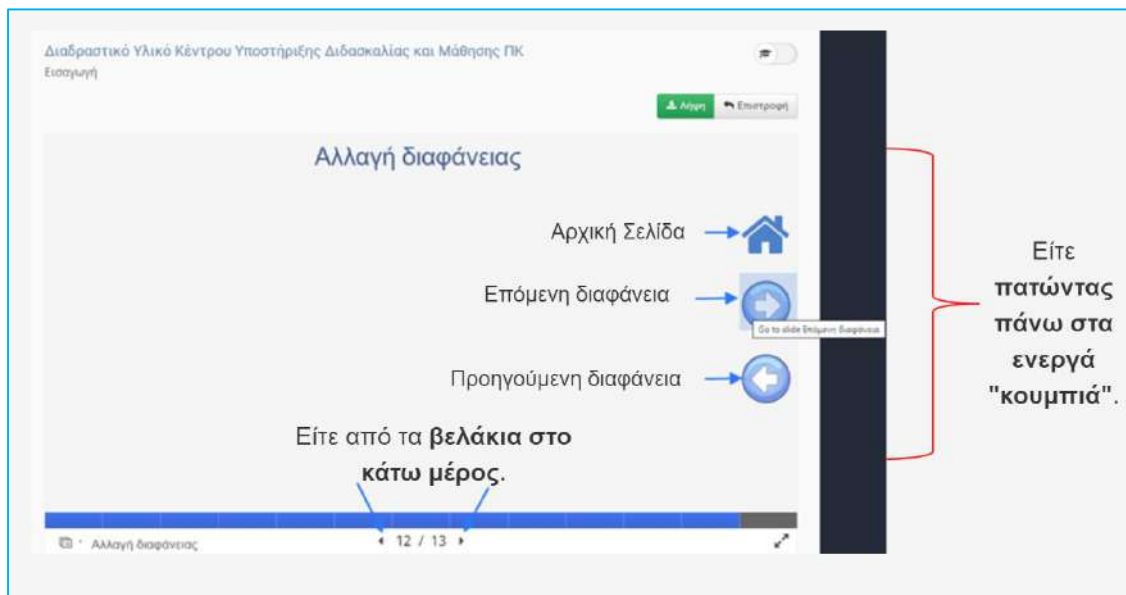 Διαδραστικό Υλικό Κέντρου Υποστήριξης Διδασκαλίας και Μάθησης ΠΚ
Εισαγωγή
Λήψη
Επιστροφή
Αλλαγή διαφάνειας
Αρχική Σελίδα
Επόμενη διαφάνεια
Go to slide Επόμενη διαφάνεια
Προηγούμενη διαφάνεια
Είτε από τα βελάκια στο
κάτω μέρος.
Αλλαγή διαφάνειας
12 / 13
Είτε
πατώντας
πάνω στα
ενεργά
"κουμπιά".